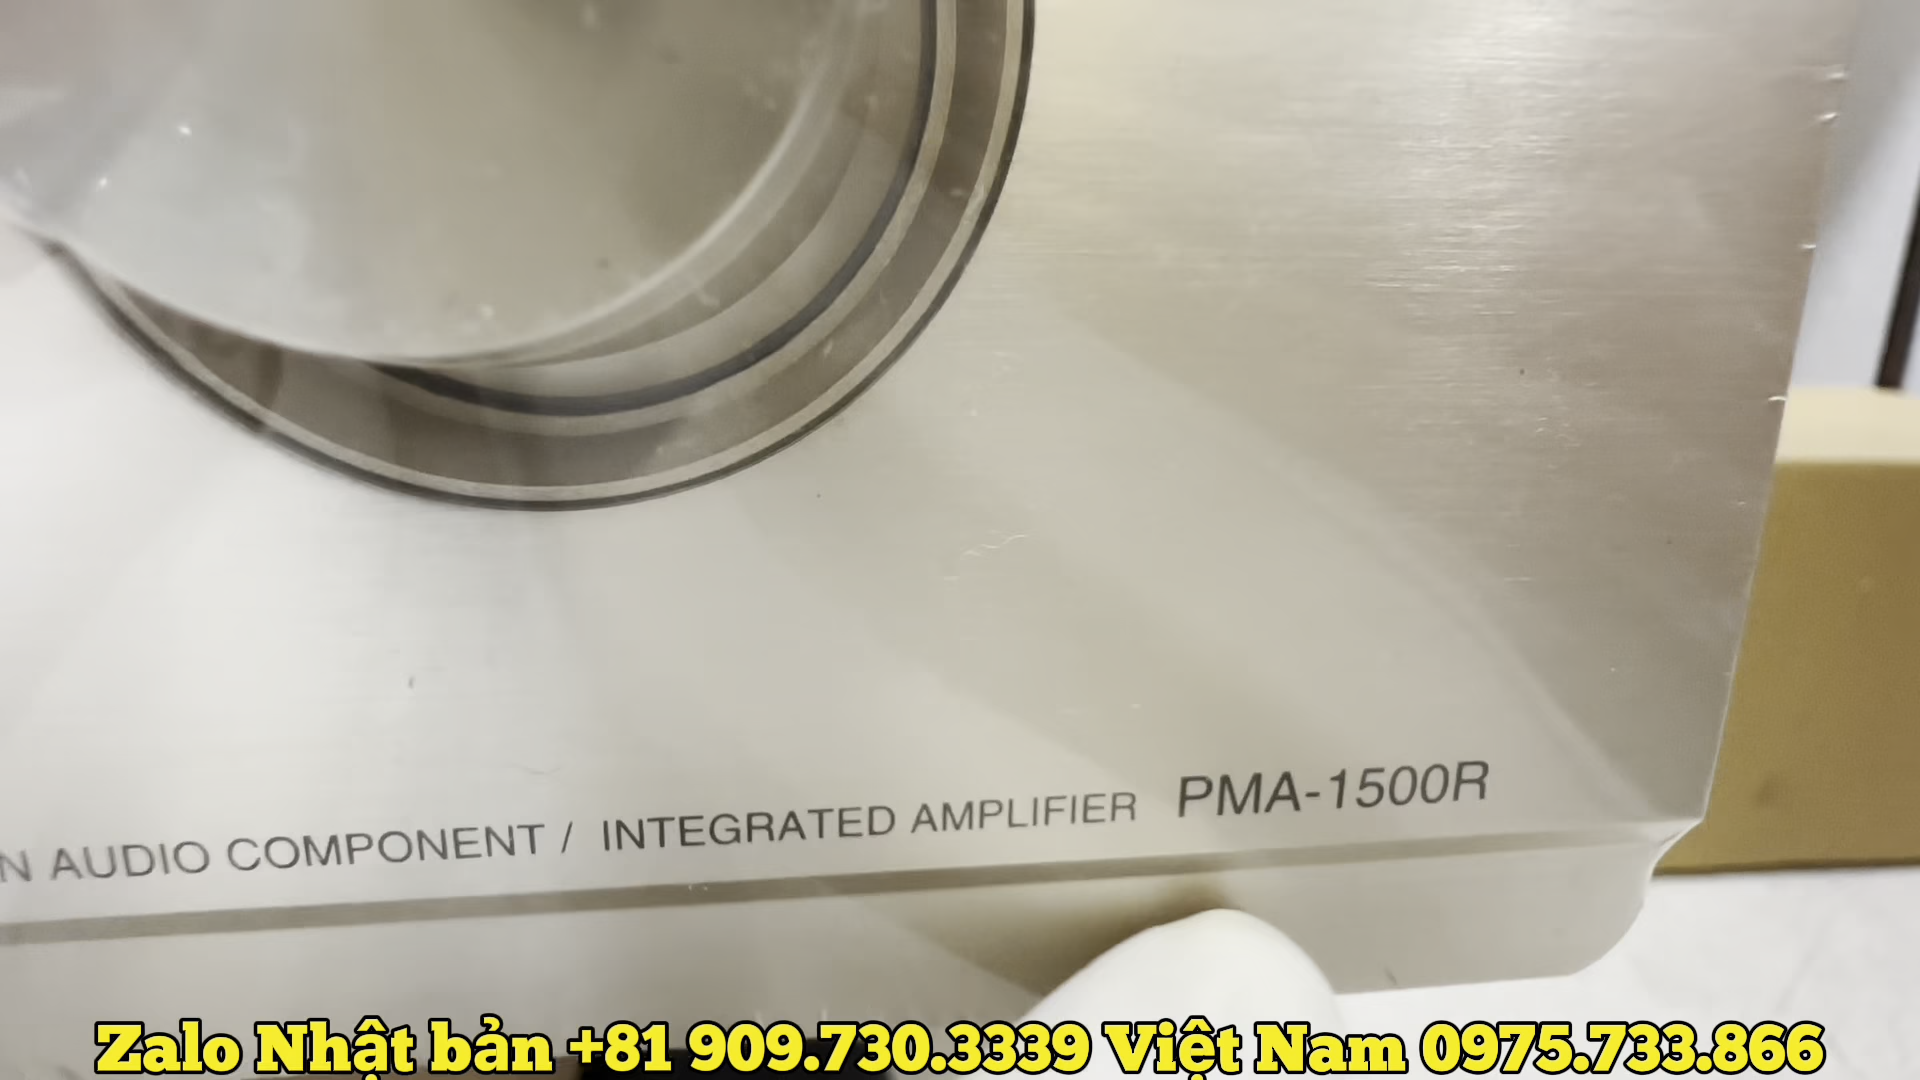 N AUDIO COMPONENT / INTEGRATED AMPLIFIER PMA-1500R
Zalo Nhật bản +81 909.730.3339 Việt Nam 0975.733.866